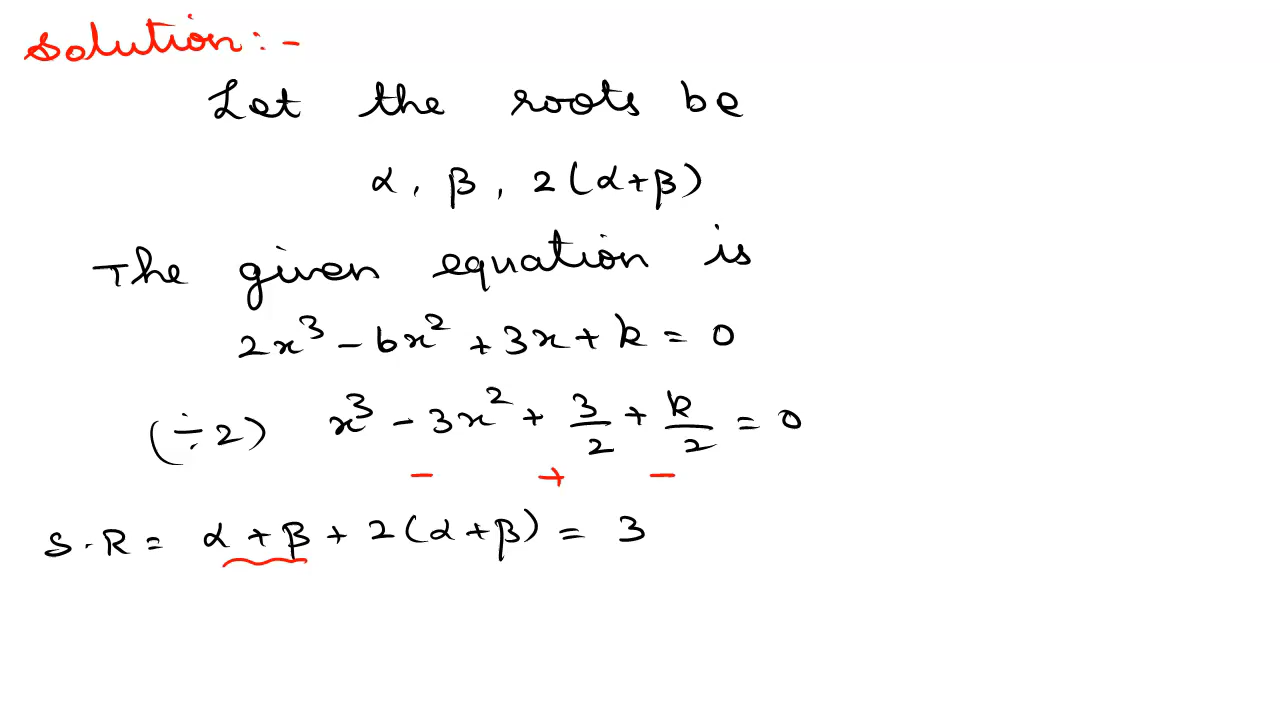 Solution:-
Let the roots be
α, β, 2(α+β)
The given equation is
2x³ - 6x² + 3x + k = 0
(÷2) x³ - 3x² + 3/2 + k/2 = 0
- + -
S.R = α + β + 2(α+β) = 3